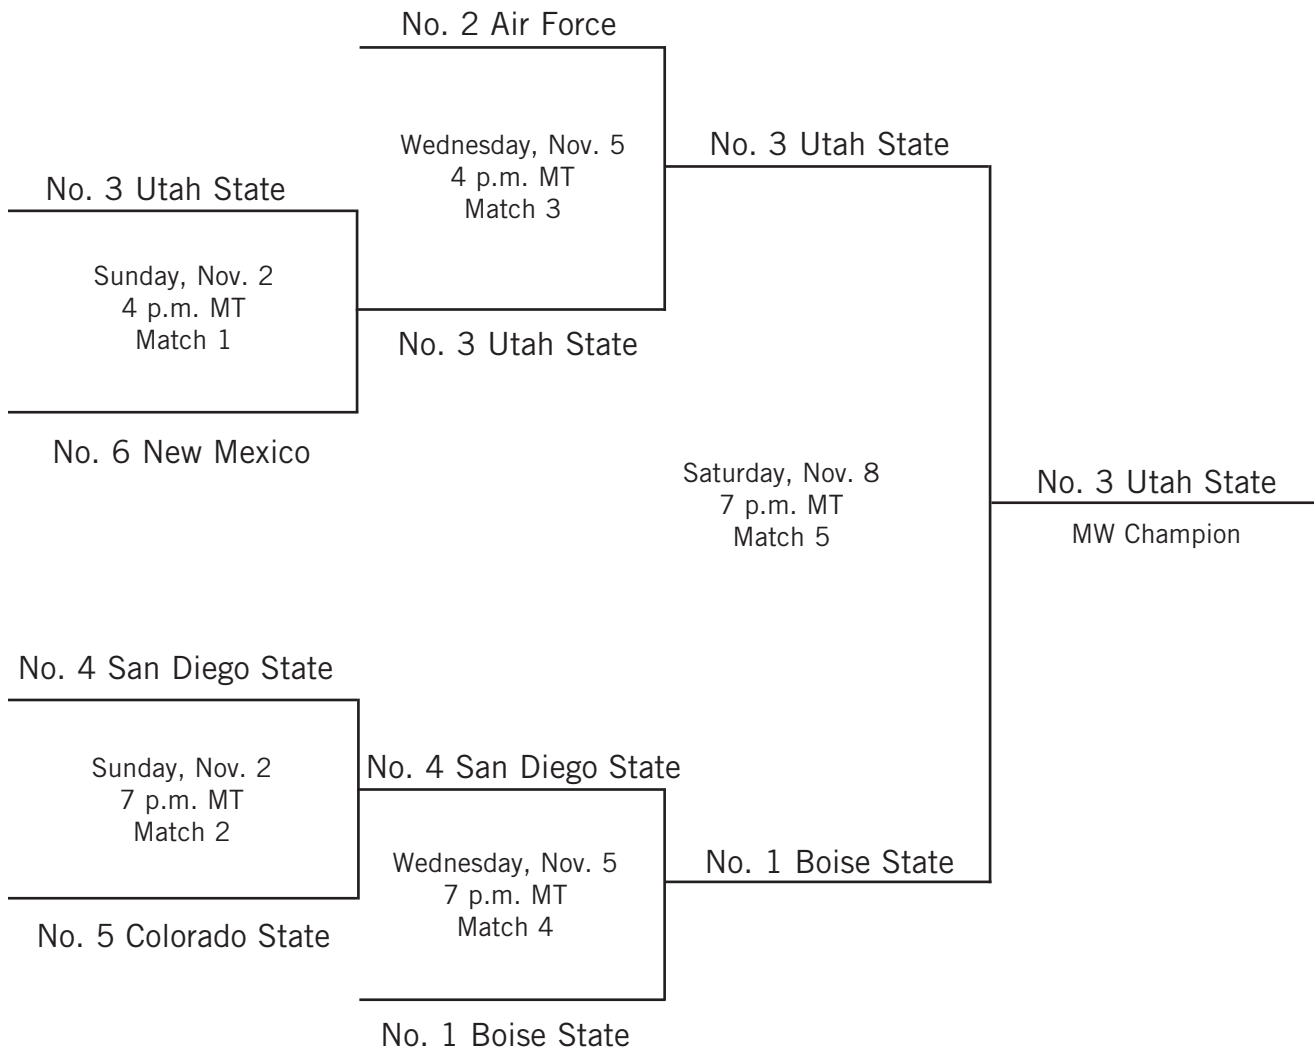 No. 2 Air Force
Wednesday, Nov. 5
4 p.m. MT
Match 3
No. 3 Utah State
No. 3 Utah State
Sunday, Nov. 2
4 p.m. MT
Match 1
No. 3 Utah State
No. 6 New Mexico
Saturday, Nov. 8
7 p.m. MT
Match 5
No. 3 Utah State
MW Champion
No. 4 San Diego State
Sunday, Nov. 2
7 p.m. MT
Match 2
No. 4 San Diego State
No. 5 Colorado State
Wednesday, Nov. 5
7 p.m. MT
Match 4
No. 1 Boise State
No. 1 Boise State